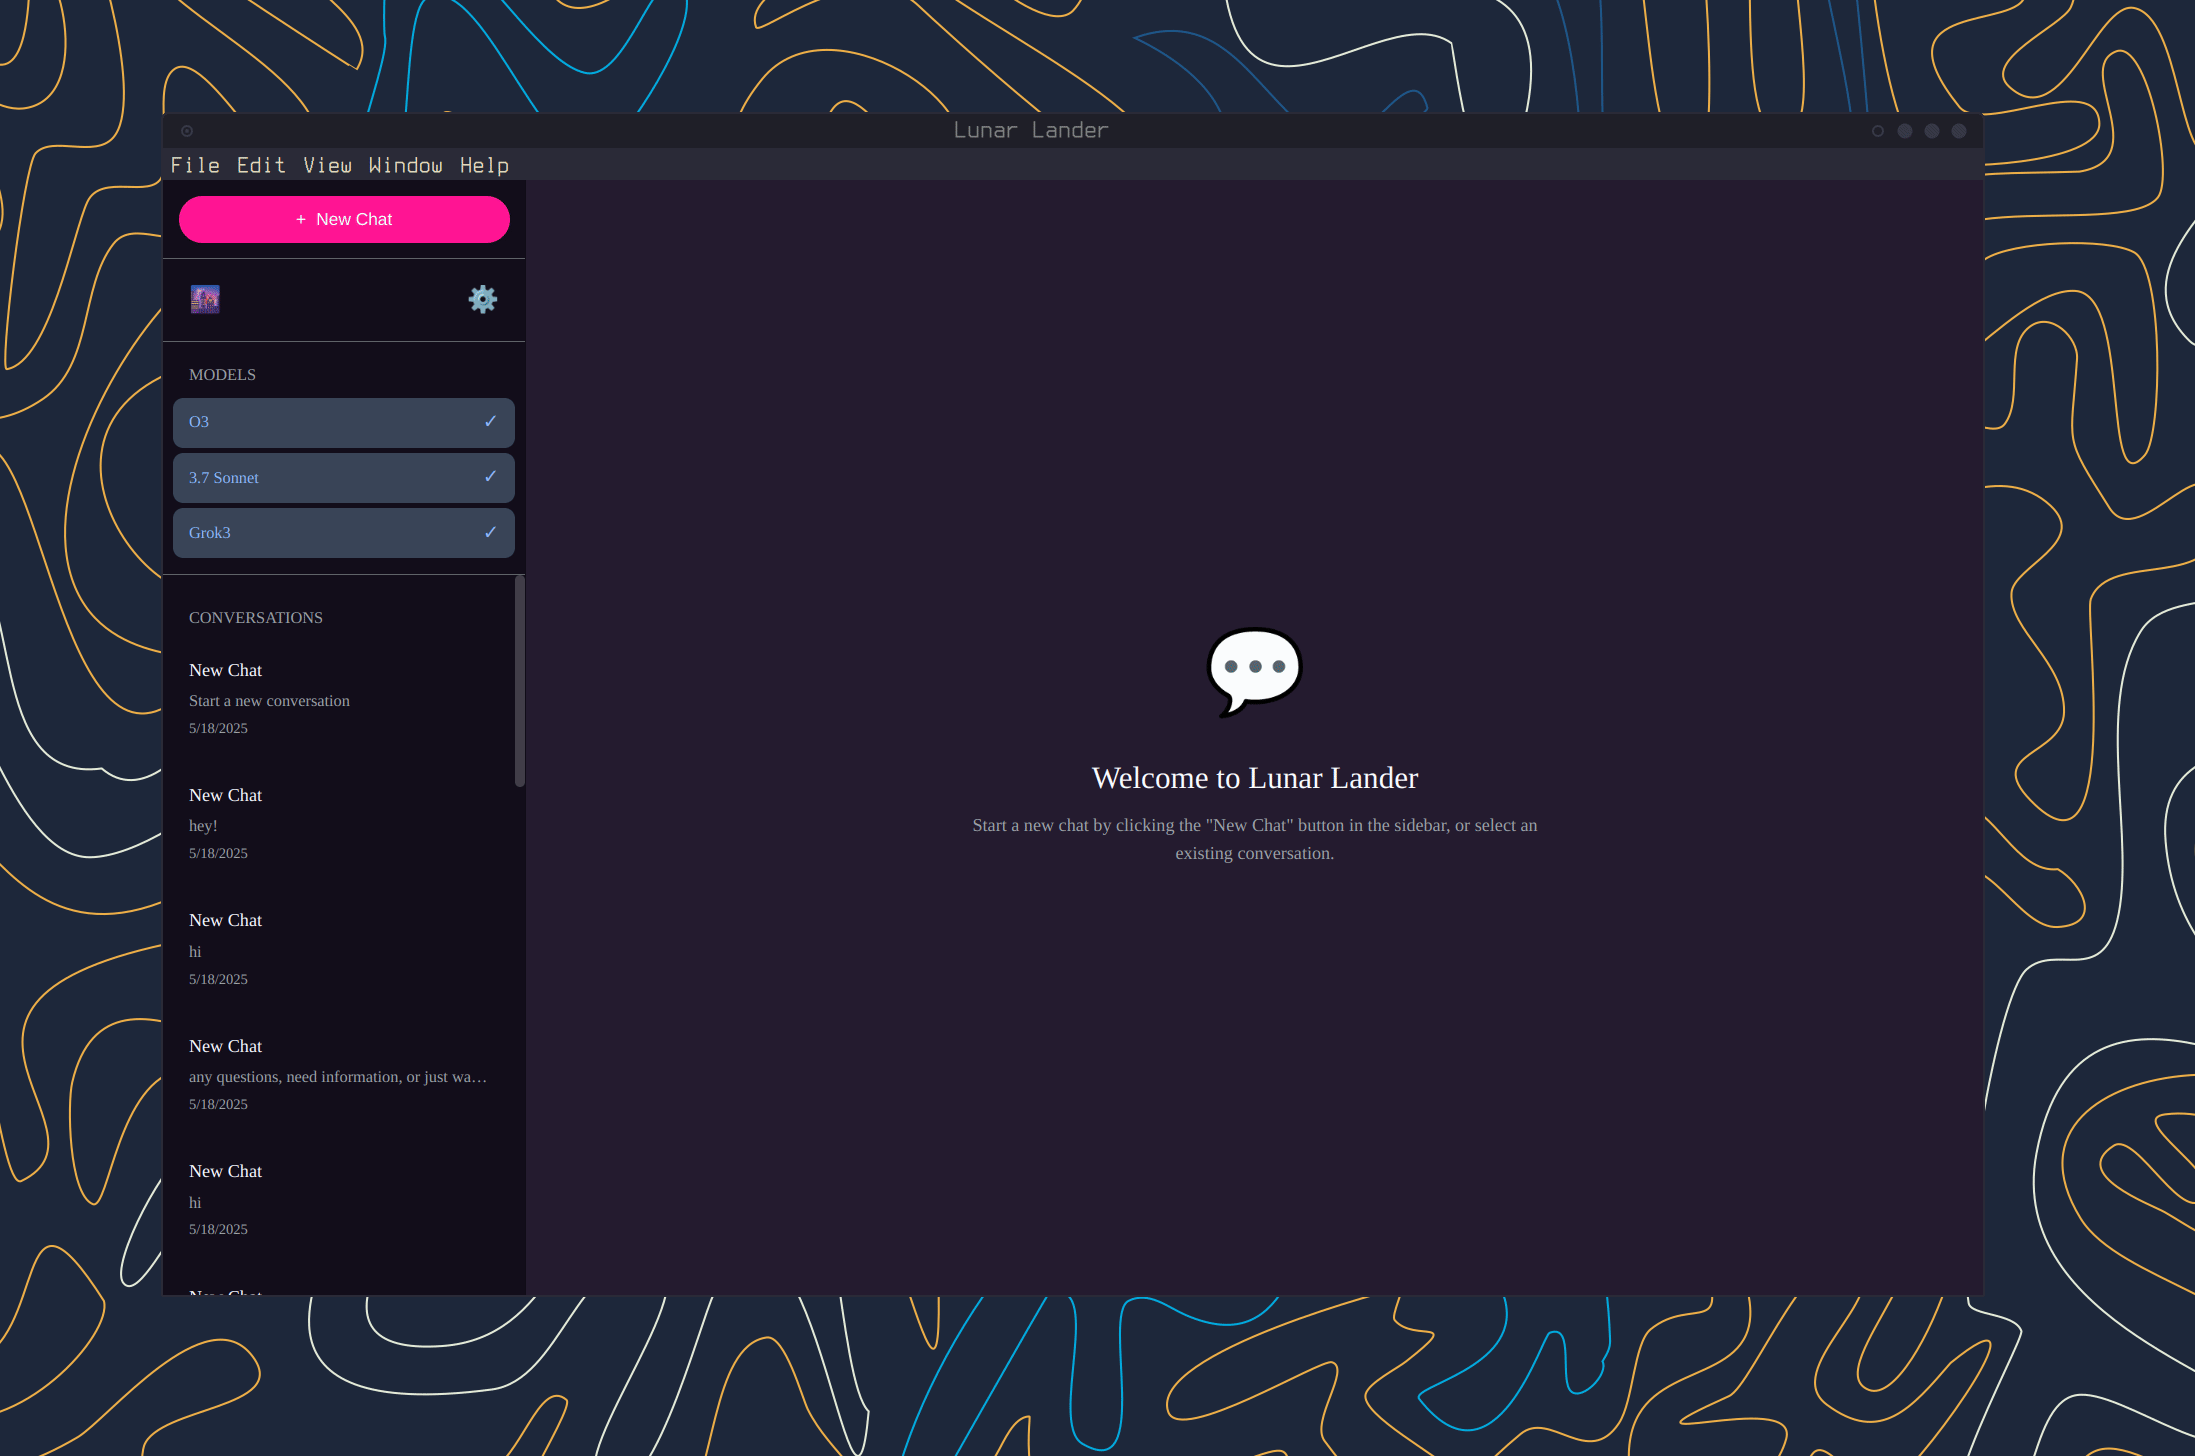 Lunar Lander
File Edit View Window Help
+ New Chat
MODELS
O3 ✓
3.7 Sonnet ✓
Grok3 ✓
CONVERSATIONS
New Chat
Start a new conversation
5/18/2025
New Chat
hey!
5/18/2025
New Chat
hi
5/18/2025
New Chat
any questions, need information, or just wa…
5/18/2025
New Chat
hi
5/18/2025
New Chat
Welcome to Lunar Lander
Start a new chat by clicking the "New Chat" button in the sidebar, or select an
existing conversation.